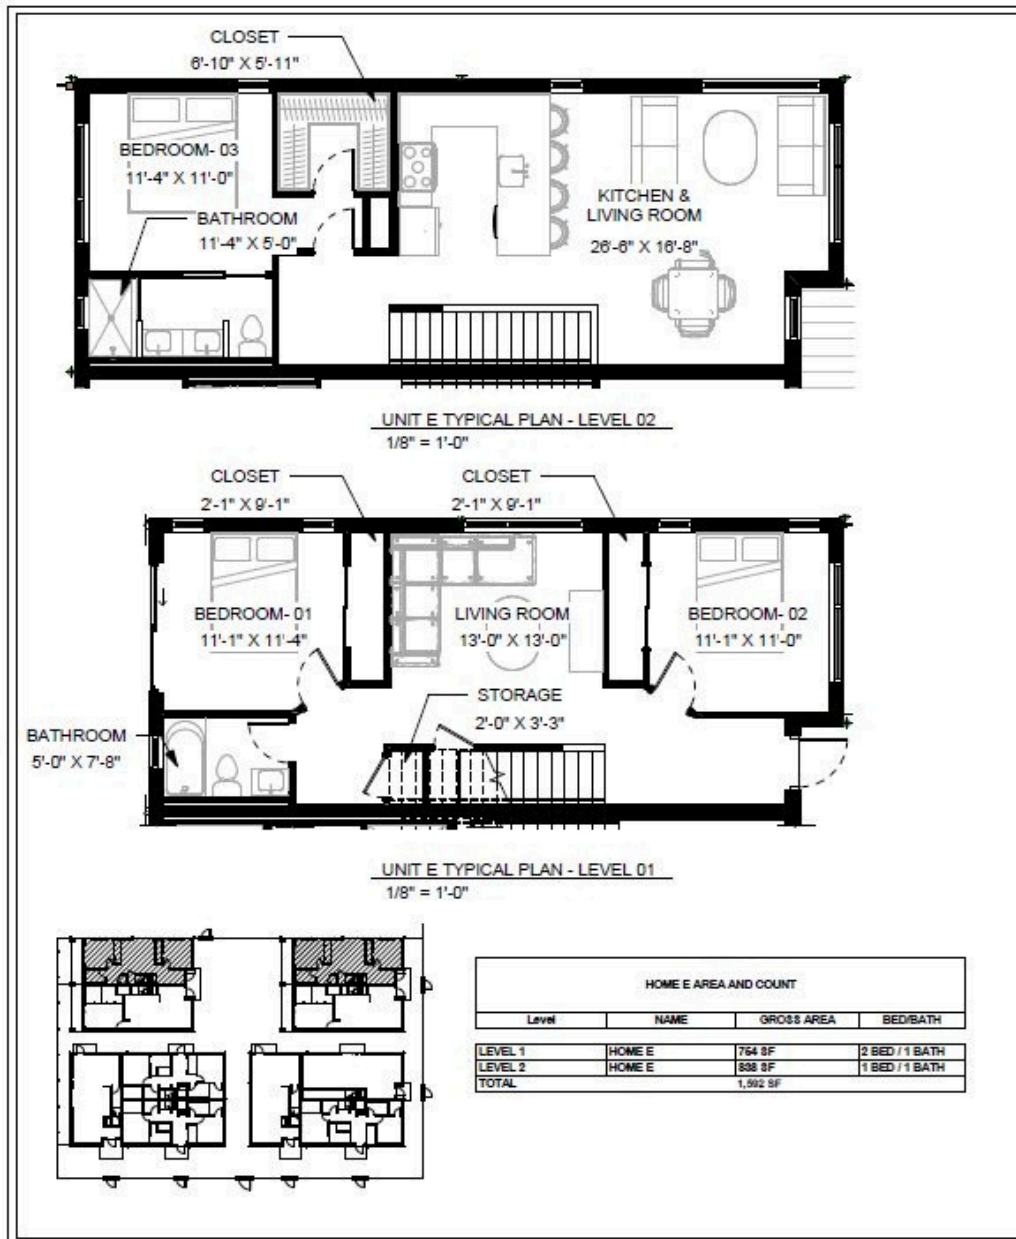 CLOSET
6'-10" X 5'-11"
BEDROOM- 03
11'-4" X 11'-0"
BATHROOM
11'-4" X 5'-0"
KITCHEN &
LIVING ROOM
26'-6" X 16'-8"
UNIT E TYPICAL PLAN - LEVEL 02
1/8" = 1'-0"
CLOSET
2'-1" X 9'-1"
CLOSET
2'-1" X 9'-1"
BEDROOM- 01
11'-1" X 11'-4"
LIVING ROOM
13'-0" X 13'-0"
BEDROOM- 02
11'-1" X 11'-0"
STORAGE
2'-0" X 3'-3"
BATHROOM
5'-0" X 7'-8"
UNIT E TYPICAL PLAN - LEVEL 01
1/8" = 1'-0"
HOME E AREA AND COUNT
Level NAME GROSS AREA BED/BATH
LEVEL 1 HOME E 754 SF 2 BED / 1 BATH
LEVEL 2 HOME E 838 SF 1 BED / 1 BATH
TOTAL 1,592 SF